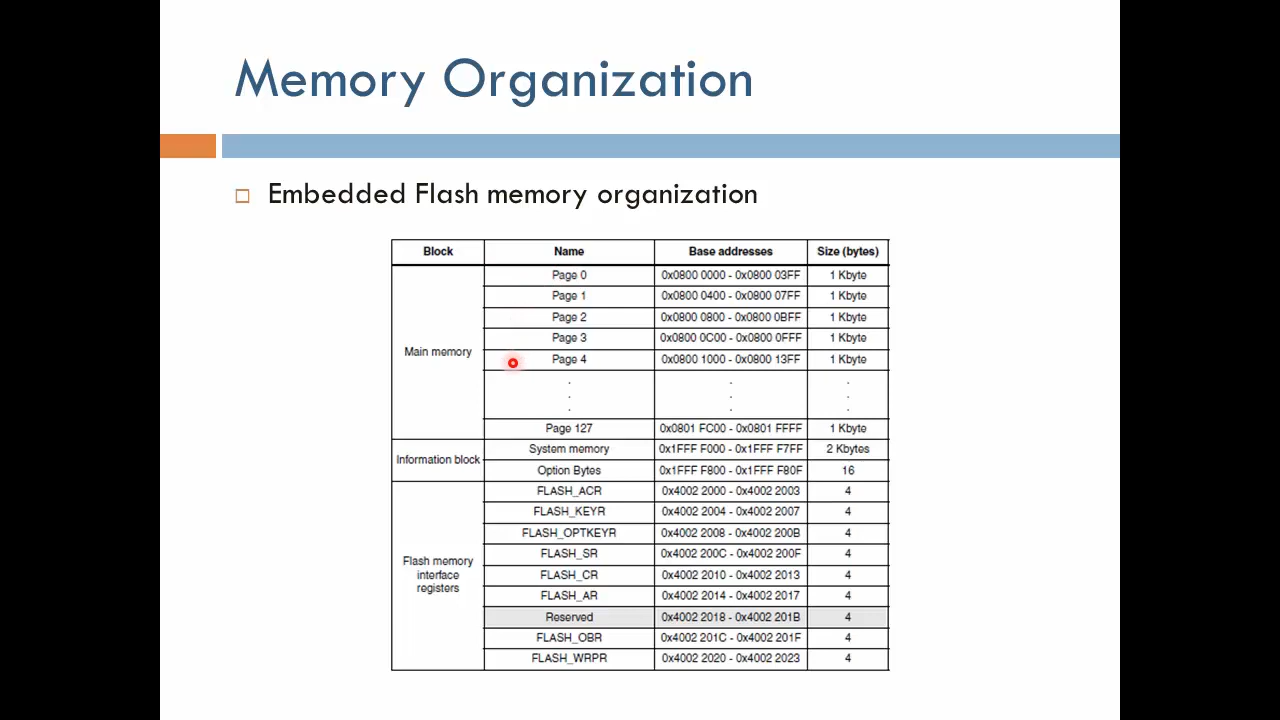 Memory Organization
Embedded Flash memory organization
Block Name Base addresses Size (bytes)
Main memory
Page 0 0x0800 0000 - 0x0800 03FF 1 Kbyte
Page 1 0x0800 0400 - 0x0800 07FF 1 Kbyte
Page 2 0x0800 0800 - 0x0800 0BFF 1 Kbyte
Page 3 0x0800 0C00 - 0x0800 0FFF 1 Kbyte
Page 4 0x0800 1000 - 0x0800 13FF 1 Kbyte
. . .
. . .
. . .
Page 127 0x0801 FC00 - 0x0801 FFFF 1 Kbyte
Information block
System memory 0x1FFF F000 - 0x1FFF F7FF 2 Kbytes
Option Bytes 0x1FFF F800 - 0x1FFF F80F 16
Flash memory
interface
registers
FLASH_ACR 0x4002 2000 - 0x4002 2003 4
FLASH_KEYR 0x4002 2004 - 0x4002 2007 4
FLASH_OPTKEYR 0x4002 2008 - 0x4002 200B 4
FLASH_SR 0x4002 200C - 0x4002 200F 4
FLASH_CR 0x4002 2010 - 0x4002 2013 4
FLASH_AR 0x4002 2014 - 0x4002 2017 4
Reserved 0x4002 2018 - 0x4002 201B 4
FLASH_OBR 0x4002 201C - 0x4002 201F 4
FLASH_WRPR 0x4002 2020 - 0x4002 2023 4